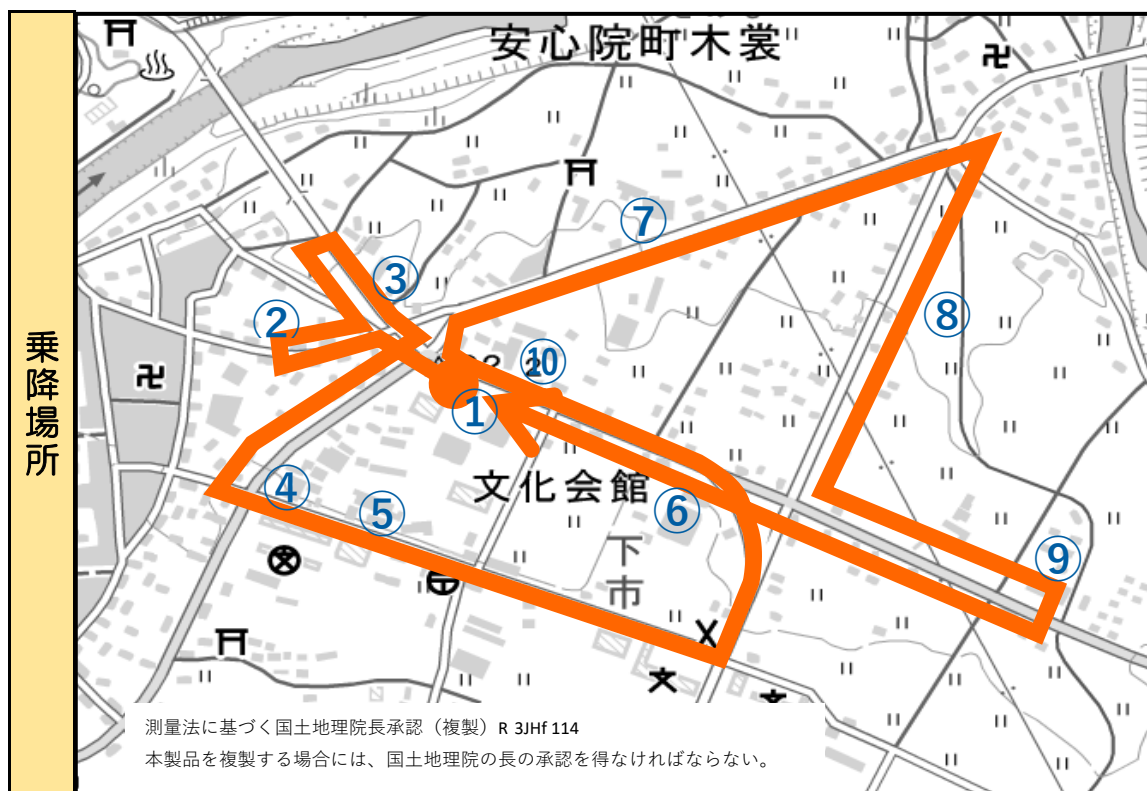 乗降場所
安心院町木裳
⑦
③
②
⑧
⑩
①
文化会館
④
⑤
⑥
下市
⑨
測量法に基づく国土地理院長承認（複製）R 3JHf 114
本製品を複製する場合には、国土地理院の長の承認を得なければならない。